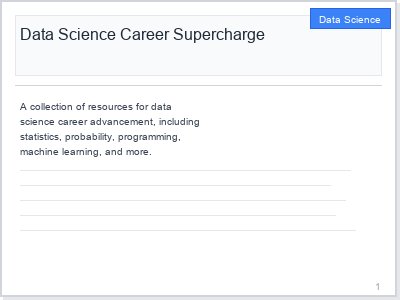 Data Science
Data Science Career Supercharge
A collection of resources for data
science career advancement, including
statistics, probability, programming,
machine learning, and more.
1